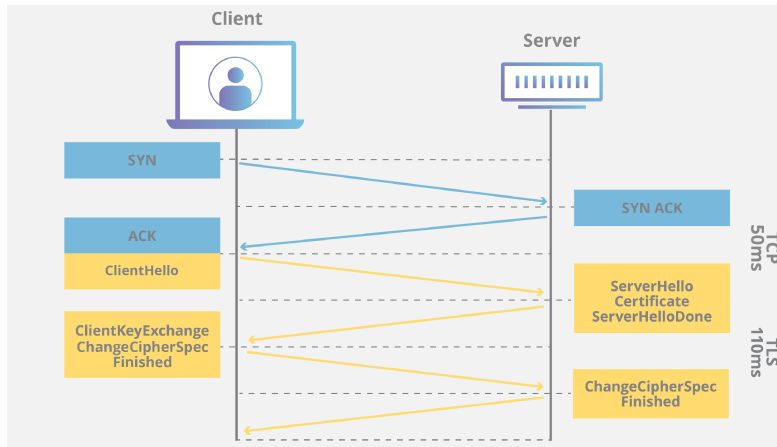 Client
Server
SYN
SYN ACK
ACK
TCP
50ms
ClientHello
ServerHello
Certificate
ServerHelloDone
ClientKeyExchange
ChangeCipherSpec
Finished
TLS
110ms
ChangeCipherSpec
Finished